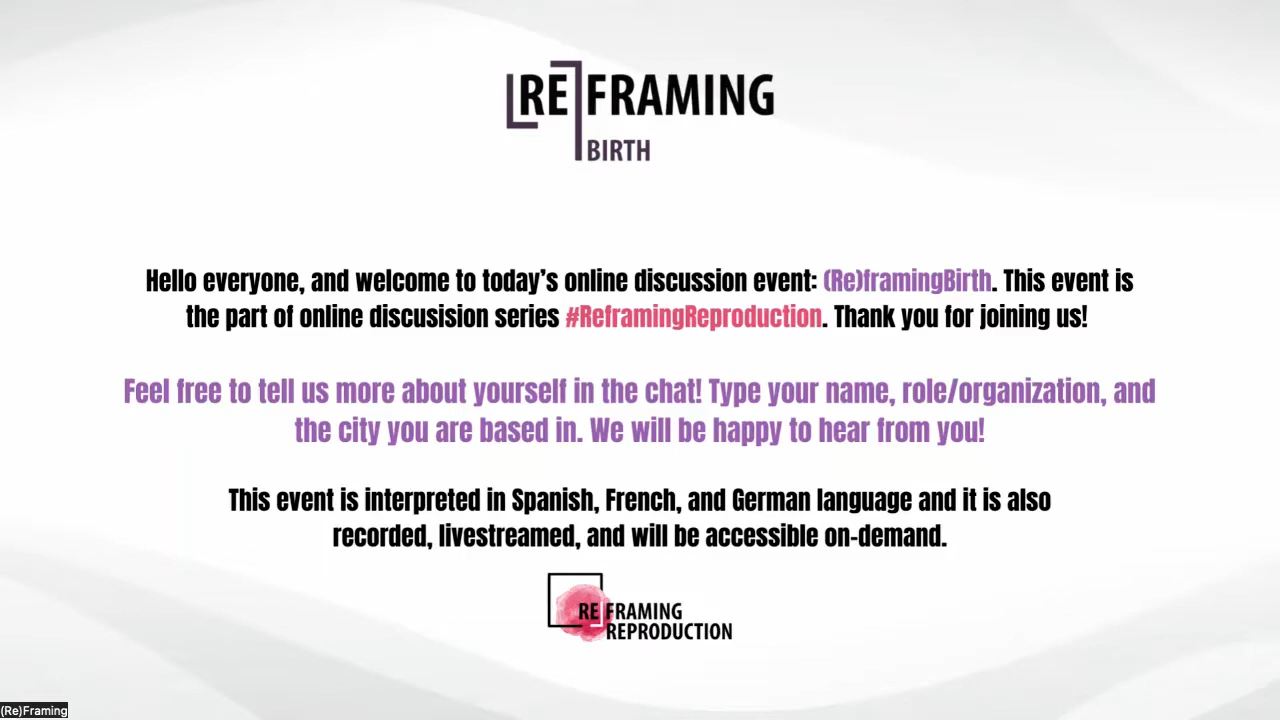 [RE]FRAMING
BIRTH
Hello everyone, and welcome to today’s online discussion event: (Re)framingBirth. This event is
the part of online discusision series #ReframingReproduction. Thank you for joining us!
Feel free to tell us more about yourself in the chat! Type your name, role/organization, and
the city you are based in. We will be happy to hear from you!
This event is interpreted in Spanish, French, and German language and it is also
recorded, livestreamed, and will be accessible on-demand.
RE FRAMING
REPRODUCTION
(Re)Framing